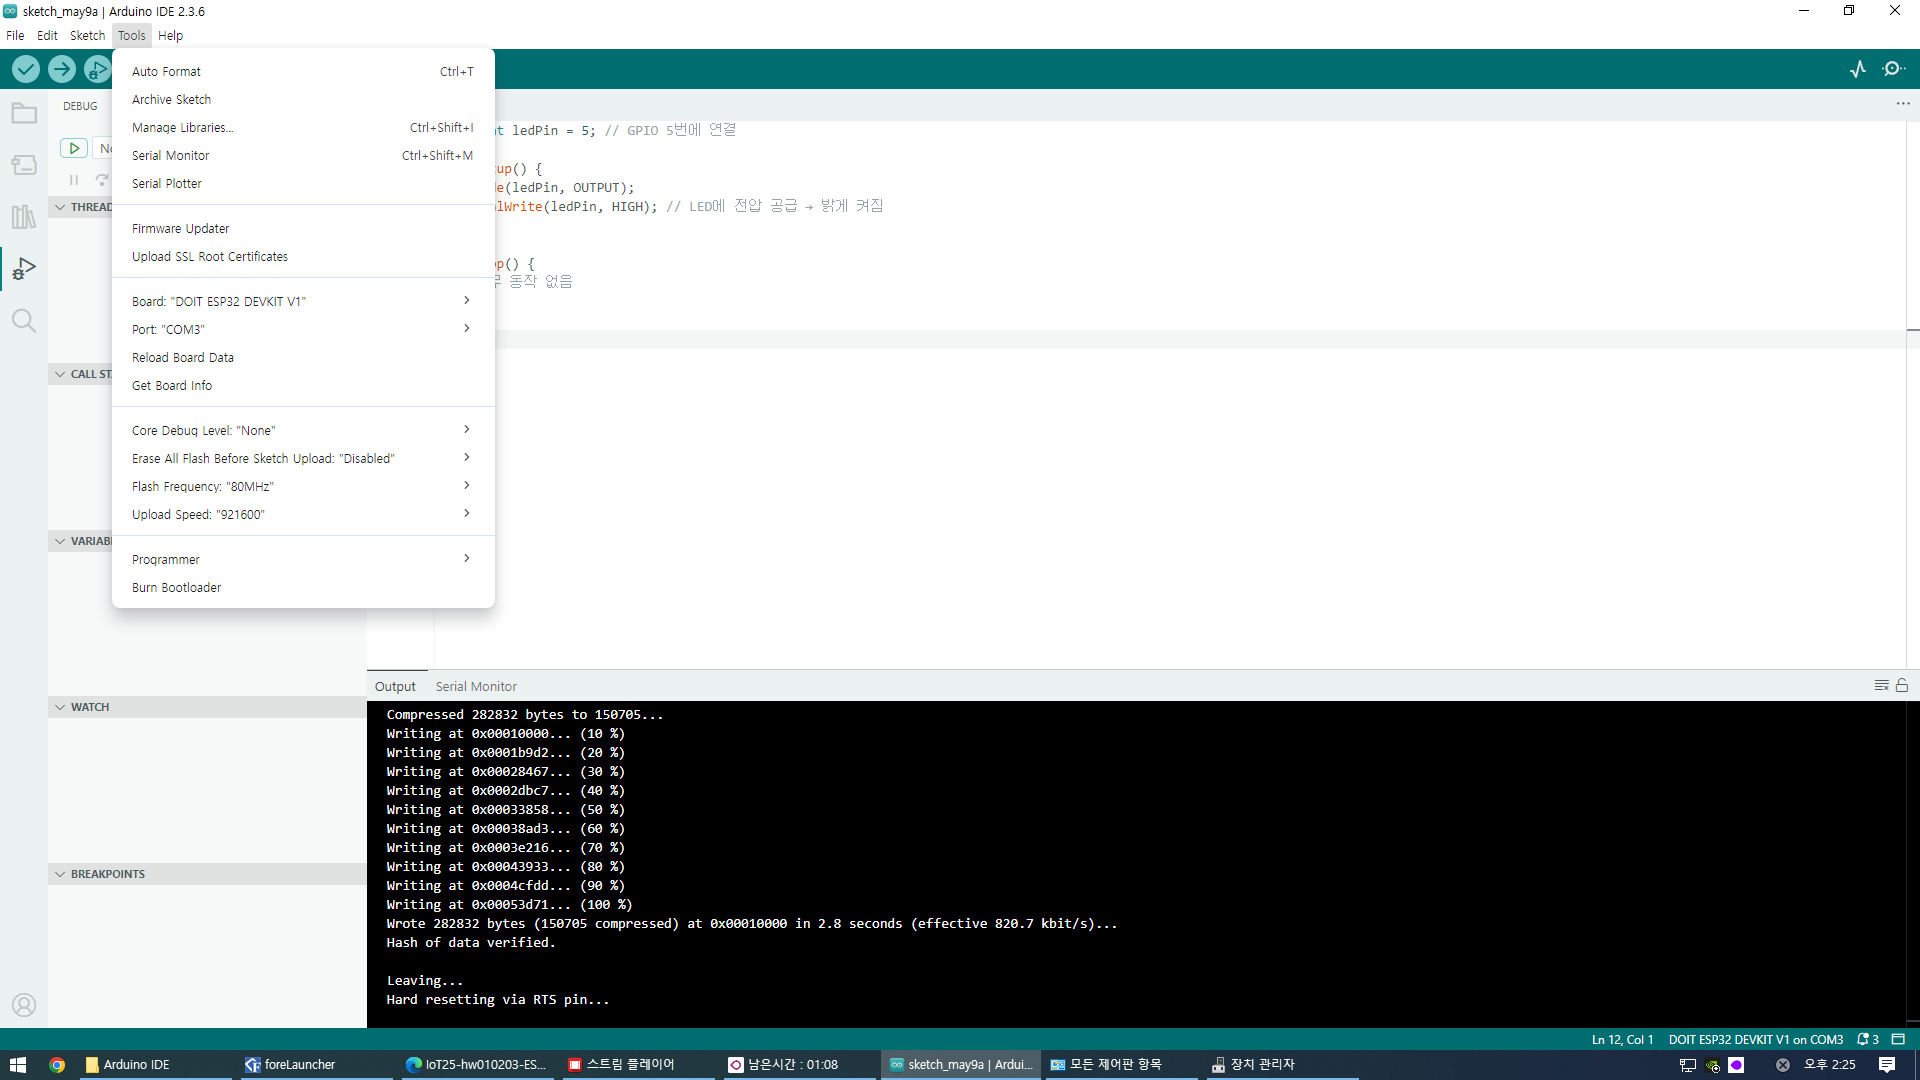 sketch_may9a | Arduino IDE 2.3.6
File Edit Sketch Tools Help
Auto Format Ctrl+T
Archive Sketch
Manage Libraries... Ctrl+Shift+I
Serial Monitor Ctrl+Shift+M
Serial Plotter
Firmware Updater
Upload SSL Root Certificates
Board: "DOIT ESP32 DEVKIT V1"
Port: "COM3"
Reload Board Data
Get Board Info
Core Debug Level: "None"
Erase All Flash Before Sketch Upload: "Disabled"
Flash Frequency: "80MHz"
Upload Speed: "921600"
Programmer
Burn Bootloader
DEBUG
THREAD
CALL ST
VARIAB
WATCH
BREAKPOINTS
t ledPin = 5; // GPIO 5번에 연결
up() {
e(ledPin, OUTPUT);
lWrite(ledPin, HIGH); // LED에 전압 공급 → 밝게 켜짐
p() {
동작 없음
Output Serial Monitor
Compressed 282832 bytes to 150705...
Writing at 0x00010000... (10 %)
Writing at 0x0001b9d2... (20 %)
Writing at 0x00028467... (30 %)
Writing at 0x0002dbc7... (40 %)
Writing at 0x00033858... (50 %)
Writing at 0x00038ad3... (60 %)
Writing at 0x0003e216... (70 %)
Writing at 0x00043933... (80 %)
Writing at 0x0004cfdd... (90 %)
Writing at 0x00053d71... (100 %)
Wrote 282832 bytes (150705 compressed) at 0x00010000 in 2.8 seconds (effective 820.7 kbit/s)...
Hash of data verified.
Leaving...
Hard resetting via RTS pin...
Ln 12, Col 1 DOIT ESP32 DEVKIT V1 on COM3 3
Arduino IDE foreLauncher IoT25-hw010203-ES... 스트림 플레이어 남은시간 : 01:08 sketch_may9a | Ardui... 모든 제어판 항목 장치 관리자 오후 2:25